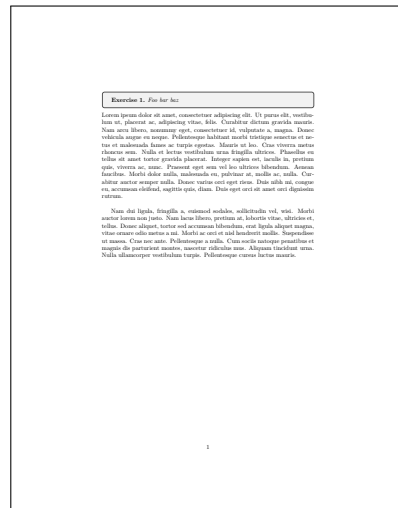 Exercise 1. Foo bar baz
Lorem ipsum dolor sit amet, consectetuer adipiscing elit. Ut purus elit, vestibu-
lum ut, placerat ac, adipiscing vitae, felis. Curabitur dictum gravida mauris.
Nam arcu libero, nonummy eget, consectetuer id, vulputate a, magna. Donec
vehicula augue eu neque. Pellentesque habitant morbi tristique senectus et ne-
tus et malesuada fames ac turpis egestas. Mauris ut leo. Cras viverra metus
rhoncus sem. Nulla et lectus vestibulum urna fringilla ultrices. Phasellus eu
tellus sit amet tortor gravida placerat. Integer sapien est, iaculis in, pretium
quis, viverra ac, nunc. Praesent eget sem vel leo ultrices bibendum. Aenean
faucibus. Morbi dolor nulla, malesuada eu, pulvinar at, mollis ac, nulla. Cur-
abitur auctor semper nulla. Donec varius orci eget risus. Duis nibh mi, congue
eu, accumsan eleifend, sagittis quis, diam. Duis eget orci sit amet orci dignissim
rutrum.
Nam dui ligula, fringilla a, euismod sodales, sollicitudin vel, wisi. Morbi
auctor lorem non justo. Nam lacus libero, pretium at, lobortis vitae, ultricies et,
tellus. Donec aliquet, tortor sed accumsan bibendum, erat ligula aliquet magna,
vitae ornare odio metus a mi. Morbi ac orci et nisl hendrerit mollis. Suspendisse
ut massa. Cras nec ante. Pellentesque a nulla. Cum sociis natoque penatibus et
magnis dis parturient montes, nascetur ridiculus mus. Aliquam tincidunt urna.
Nulla ullamcorper vestibulum turpis. Pellentesque cursus luctus mauris.
1